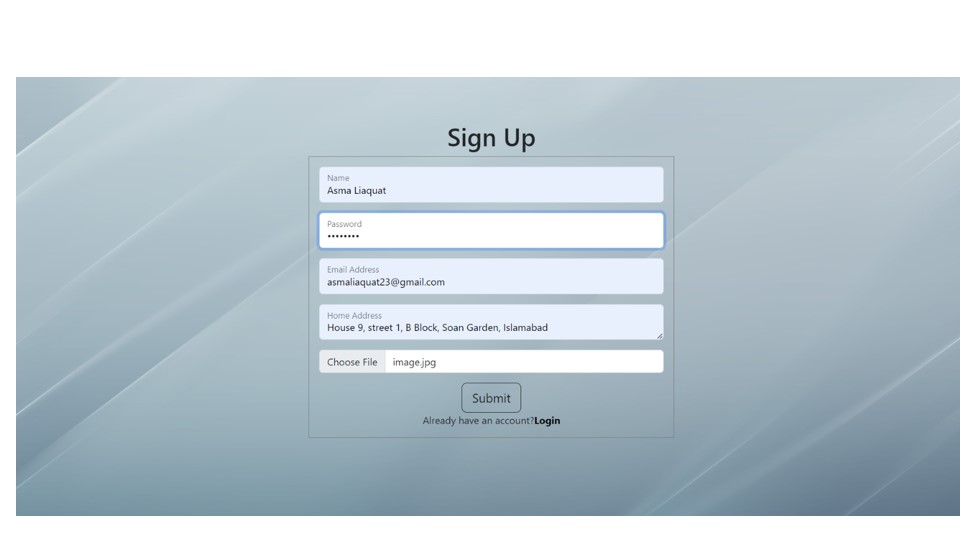 Sign Up
Name
Asma Liaquat
Password
••••••••
Email Address
asmaliaquat23@gmail.com
Home Address
House 9, street 1, B Block, Soan Garden, Islamabad
Choose File image.jpg
Submit
Already have an account?Login